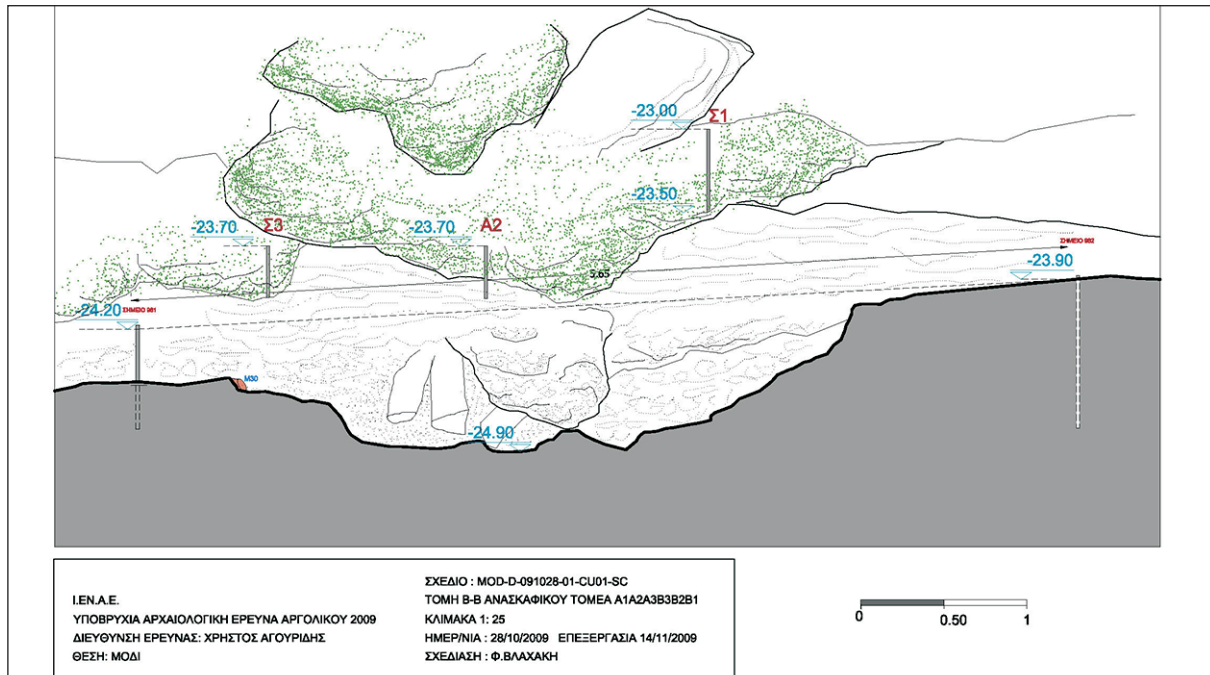 -23.00
Σ1
-23.50
-23.70
Σ3
-23.70
A2
ΣΗΜΕΙΟ 982
5.65
-23.90
-24.20
ΣΗΜΕΙΟ 981
M30
-24.90
Ι.ΕΝ.Α.Ε.
ΥΠΟΒΡΥΧΙΑ ΑΡΧΑΙΟΛΟΓΙΚΗ ΕΡΕΥΝΑ ΑΡΓΟΛΙΚΟΥ 2009
ΔΙΕΥΘΥΝΣΗ ΕΡΕΥΝΑΣ: ΧΡΗΣΤΟΣ ΑΓΟΥΡΙΔΗΣ
ΘΕΣΗ: ΜΟΔΙ
ΣΧΕΔΙΟ : MOD-D-091028-01-CU01-SC
ΤΟΜΗ Β-Β ΑΝΑΣΚΑΦΙΚΟΥ ΤΟΜΕΑ Α1Α2Α3Β3Β2Β1
ΚΛΙΜΑΚΑ 1: 25
ΗΜΕΡ/ΝΙΑ : 28/10/2009 ΕΠΕΞΕΡΓΑΣΙΑ 14/11/2009
ΣΧΕΔΙΑΣΗ : Φ.ΒΛΑΧΑΚΗ
0 0.50 1